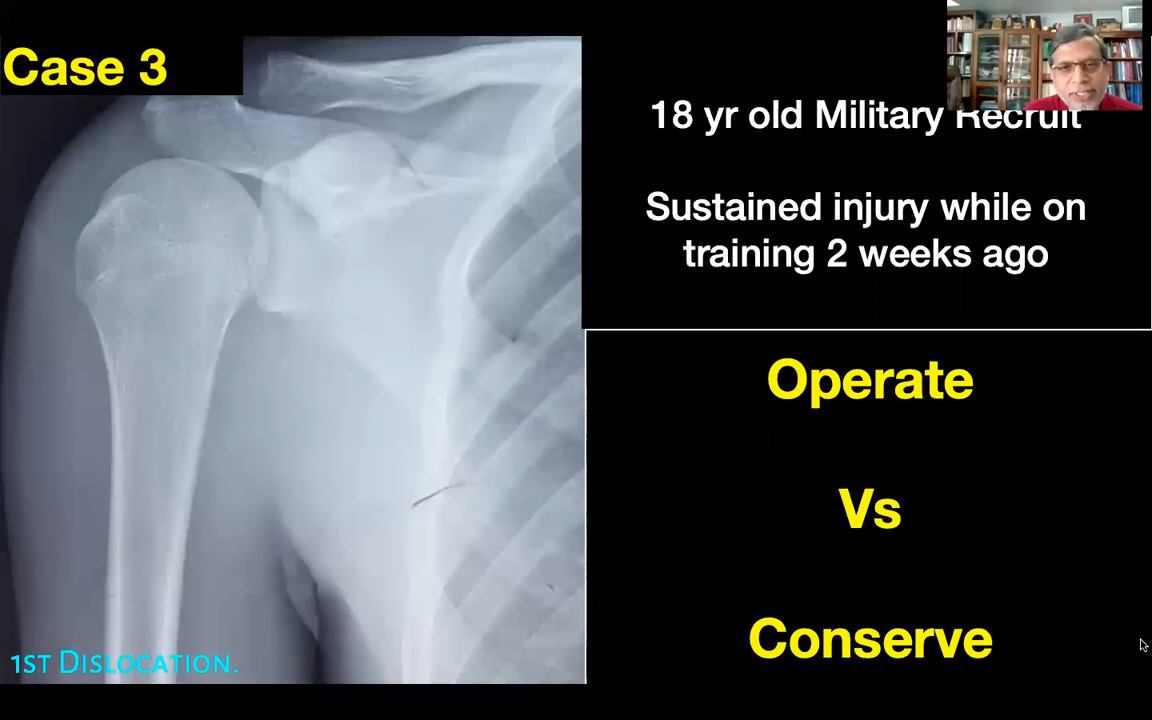 Case 3
18 yr old Military Recruit
Sustained injury while on
training 2 weeks ago
Operate
Vs
Conserve
1ST DISLOCATION.